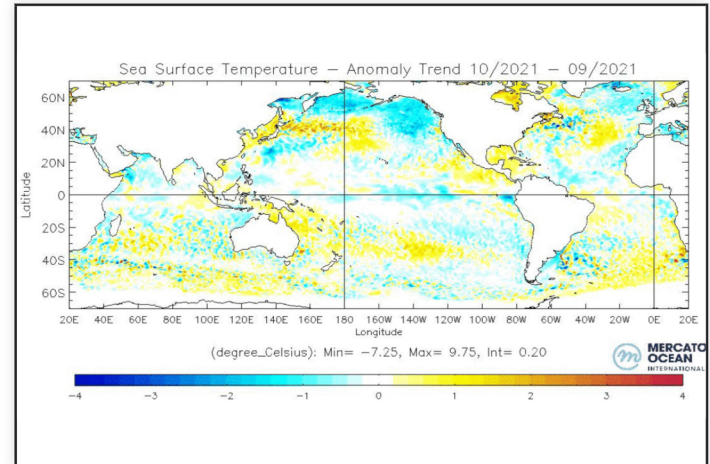 Sea Surface Temperature − Anomaly Trend 10/2021 − 09/2021
60N
40N
20N
0
20S
40S
60S
Latitude
20E 40E 60E 80E 100E 120E 140E 160E 180 160W 140W 120W 100W 80W 60W 40W 20W 0E 20E
Longitude
(degree_Celsius): Min= −7.25, Max= 9.75, Int= 0.20
MERCATO
OCEAN
INTERNATIONAL
−4 −3 −2 −1 0 1 2 3 4